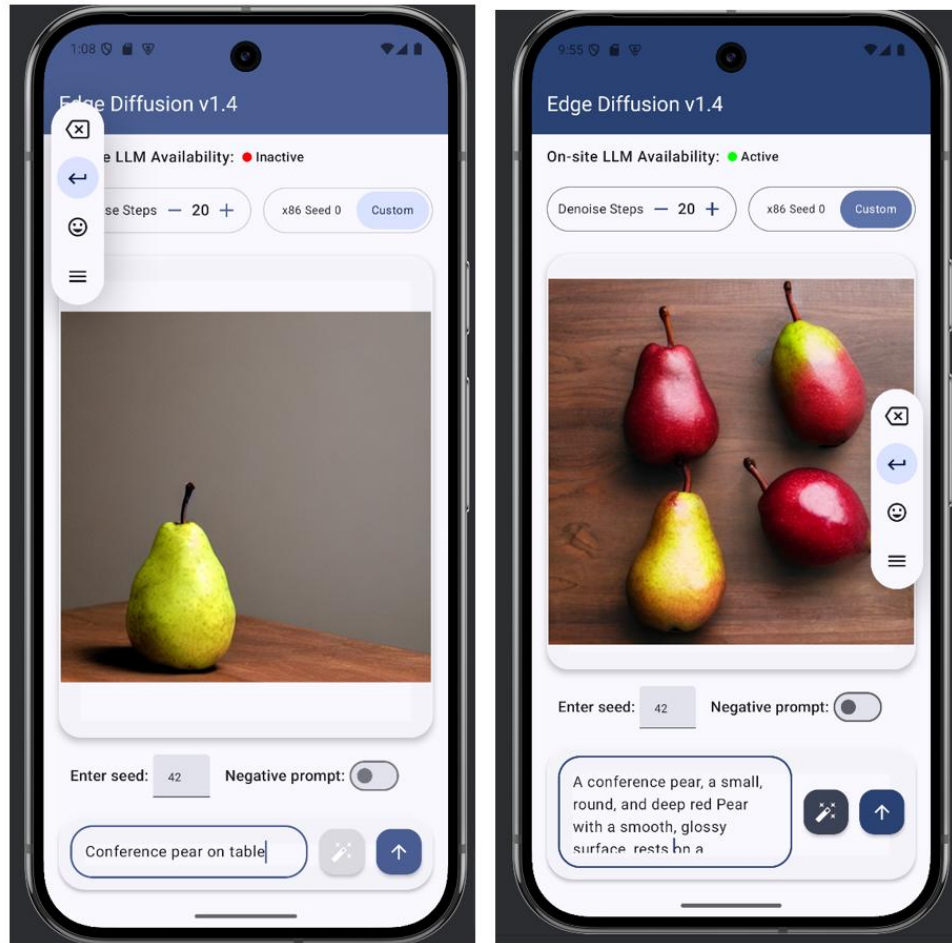 1:08
Edge Diffusion v1.4
LLM Availability: Inactive
Steps — 20 +
x86 Seed 0
Custom
Enter seed: 42
Negative prompt:
Conference pear on table
9:55
Edge Diffusion v1.4
On-site LLM Availability: Active
Denoise Steps — 20 +
x86 Seed 0
Custom
Enter seed: 42
Negative prompt:
A conference pear, a small,
round, and deep red Pear
with a smooth, glossy
surface, rests on a